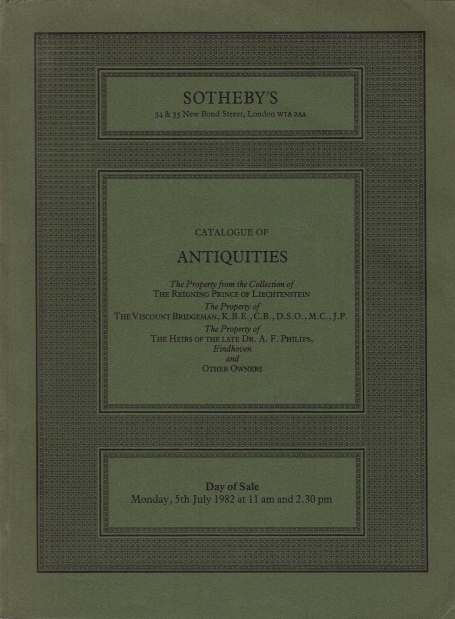 SOTHEBY'S
34 & 35 New Bond Street, London W1A 2AA
CATALOGUE OF
ANTIQUITIES
The Property from the Collection of
THE REIGNING PRINCE OF LIECHTENSTEIN
The Property of
THE VISCOUNT BRIDGEMAN, K.B.E., C.B., D.S.O., M.C., J.P.
The Property of
THE HEIRS OF THE LATE DR. A. F. PHILIPS,
Eindhoven
and
OTHER OWNERS
Day of Sale
Monday, 5th July 1982 at 11 am and 2.30 pm